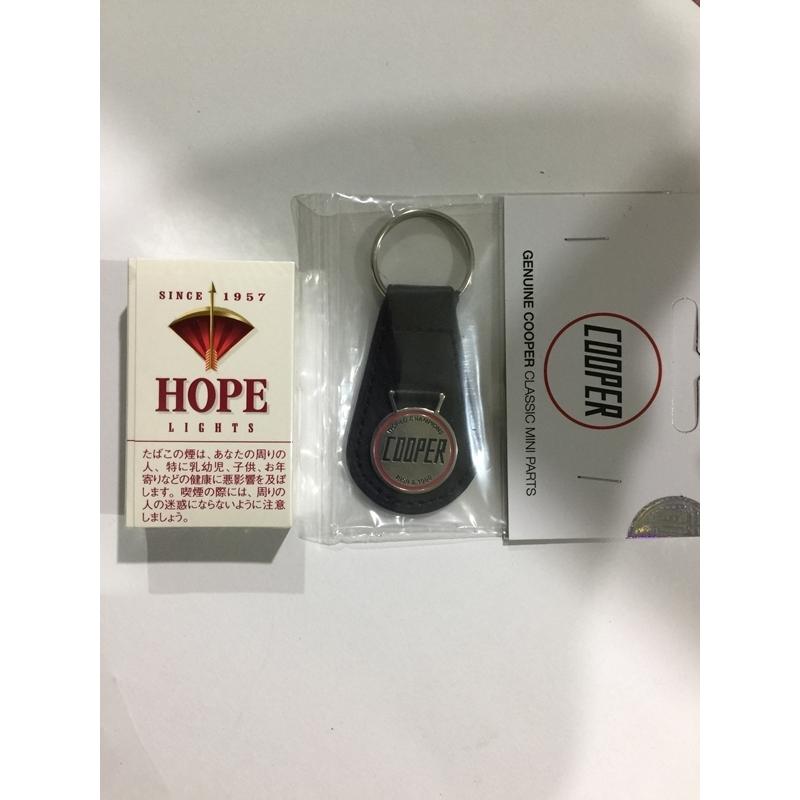 SINCE 1957
HOPE
LIGHTS
たばこの煙は、あなたの周りの
人、特に乳幼児、子供、お年
寄りなどの健康に悪影響を及ぼ
します。喫煙の際には、周りの
人の迷惑にならないように注意
しましょう。
WORLD CHAMPIONS
COOPER
1959 & 1960
COOPER
GENUINE COOPER CLASSIC MINI PARTS